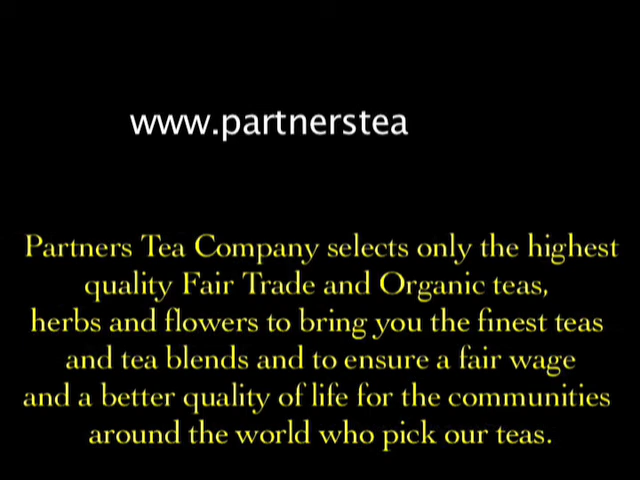 www.partnerstea
Partners Tea Company selects only the highest
quality Fair Trade and Organic teas,
herbs and flowers to bring you the finest teas
and tea blends and to ensure a fair wage
and a better quality of life for the communities
around the world who pick our teas.